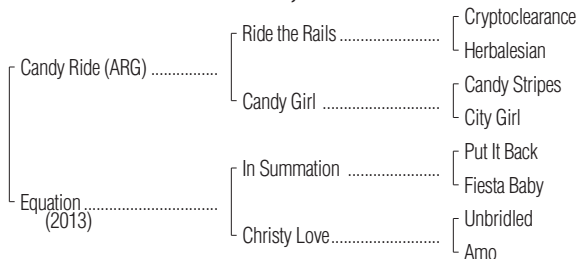 Cryptoclearance
Ride the Rails ....................
Herbalesian
Candy Ride (ARG) ...............
Candy Stripes
Candy Girl .......................
City Girl
Put It Back
In Summation ..................
Fiesta Baby
Equation ..............................
(2013)
Unbridled
Christy Love .....................
Amo